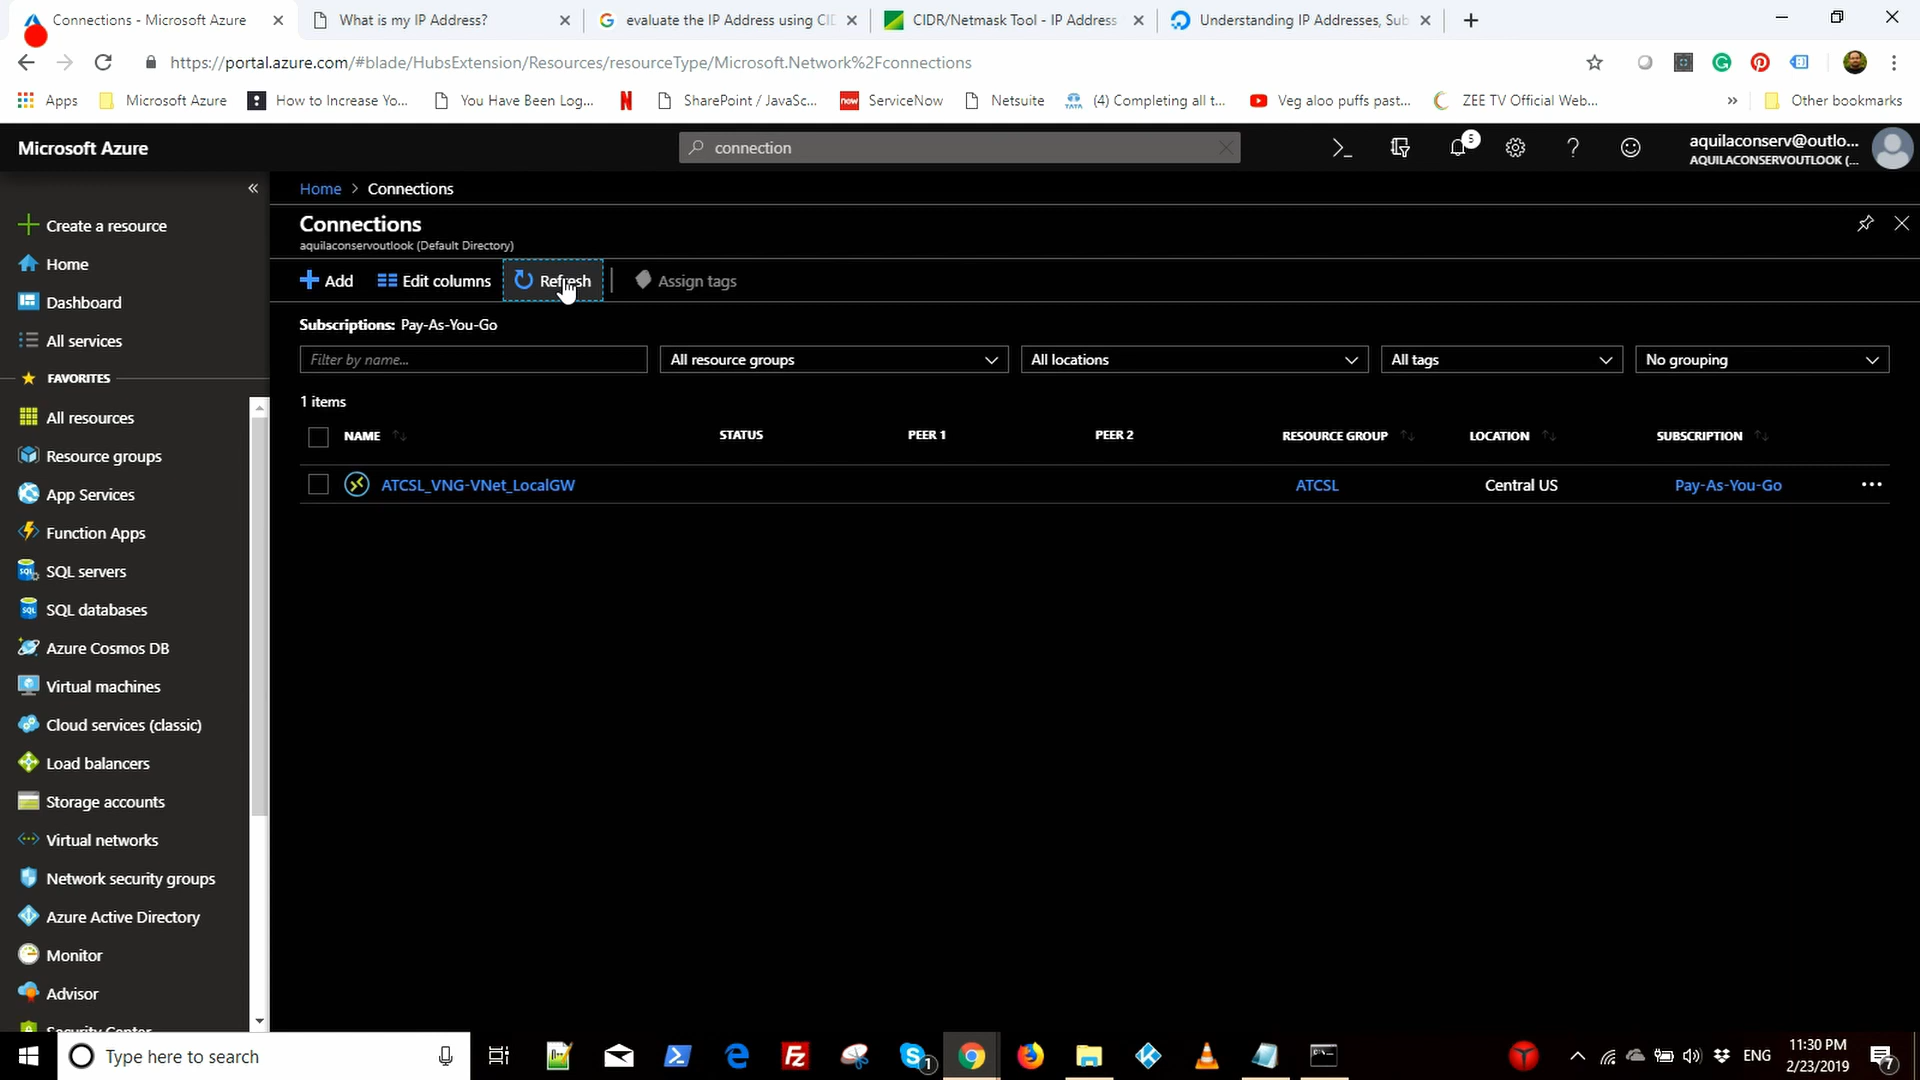 Connections - Microsoft Azure
What is my IP Address?
evaluate the IP Address using CI
CIDR/Netmask Tool - IP Address
Understanding IP Addresses, Sub
https://portal.azure.com/#blade/HubsExtension/Resources/resourceType/Microsoft.Network%2Fconnections
Apps
Microsoft Azure
How to Increase Yo...
You Have Been Log...
SharePoint / JavaSc...
now
ServiceNow
Netsuite
TATA
(4) Completing all t...
Veg aloo puffs past...
ZEE TV Official Web...
»
Other bookmarks
Microsoft Azure
connection
5
aquilaconserv@outlo...
AQUILACONSERVOUTLOOK (...
«
Home > Connections
Connections
aquilaconservoutlook (Default Directory)
Add
Edit columns
Refresh
Assign tags
Subscriptions: Pay-As-You-Go
Filter by name...
All resource groups
All locations
All tags
No grouping
1 items
NAME
STATUS
PEER 1
PEER 2
RESOURCE GROUP
LOCATION
SUBSCRIPTION
ATCSL_VNG-VNet_LocalGW
ATCSL
Central US
Pay-As-You-Go
...
Create a resource
Home
Dashboard
All services
FAVORITES
All resources
Resource groups
App Services
Function Apps
SQL servers
SQL databases
Azure Cosmos DB
Virtual machines
Cloud services (classic)
Load balancers
Storage accounts
Virtual networks
Network security groups
Azure Active Directory
Monitor
Advisor
Security Center
Type here to search
1
ENG
11:30 PM
2/23/2019
7